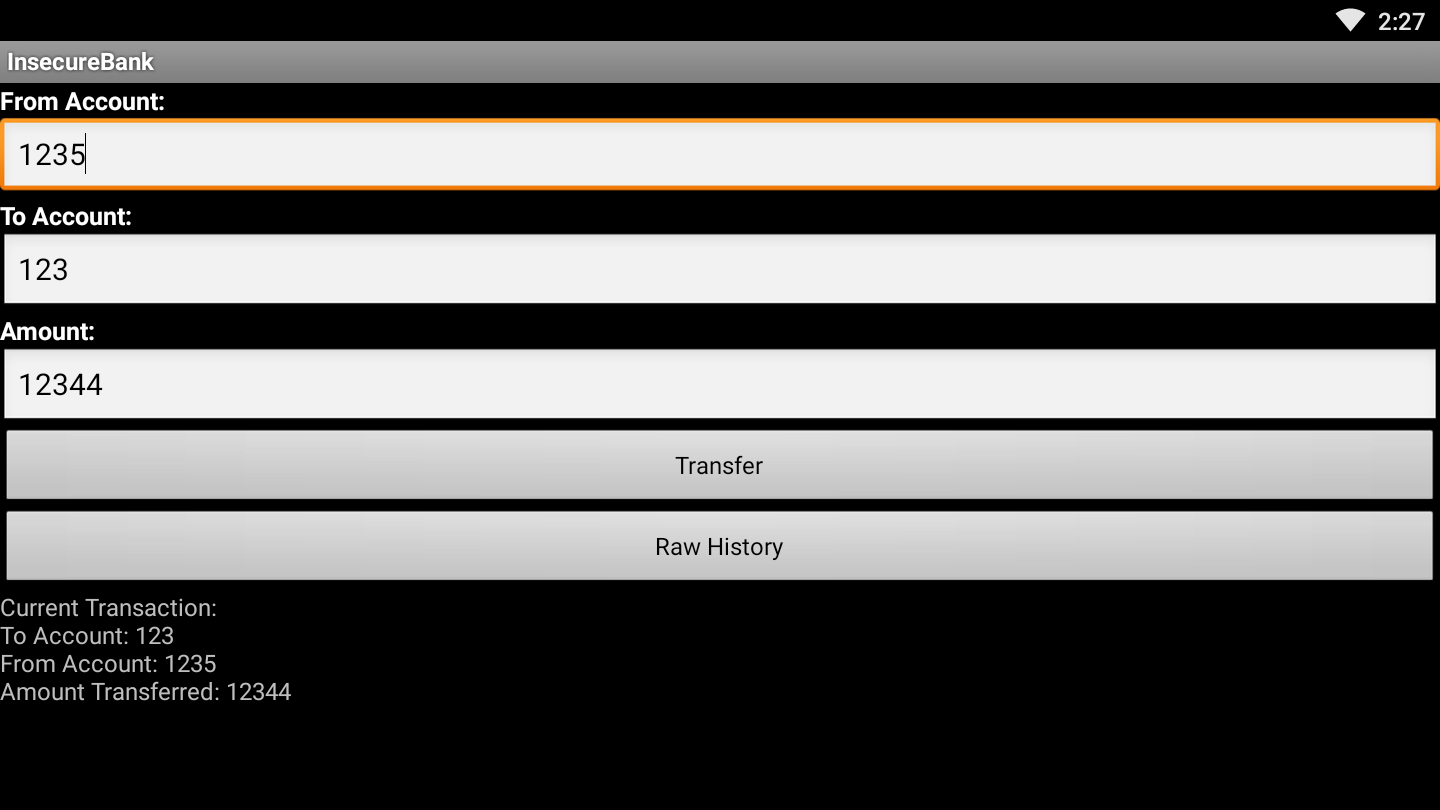 2:27
InsecureBank
From Account:
1235
To Account:
123
Amount:
12344
Transfer
Raw History
Current Transaction:
To Account: 123
From Account: 1235
Amount Transferred: 12344